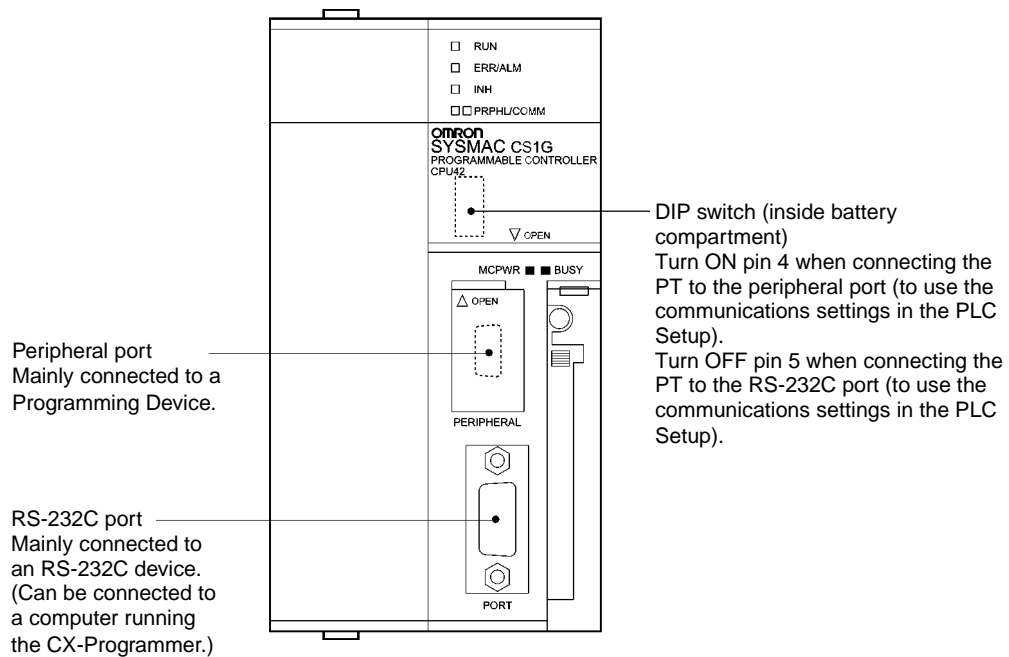 RUN
ERR/ALM
INH
PRPHL/COMM
OMRON
SYSMAC CS1G
PROGRAMMABLE CONTROLLER
CPU42
OPEN
MCPWR BUSY
OPEN
PERIPHERAL
PORT
DIP switch (inside battery
compartment)
Turn ON pin 4 when connecting the
PT to the peripheral port (to use the
communications settings in the PLC
Setup).
Turn OFF pin 5 when connecting the
PT to the RS-232C port (to use the
communications settings in the PLC
Setup).
Peripheral port
Mainly connected to a
Programming Device.
RS-232C port
Mainly connected to
an RS-232C device.
(Can be connected to
a computer running
the CX-Programmer.)